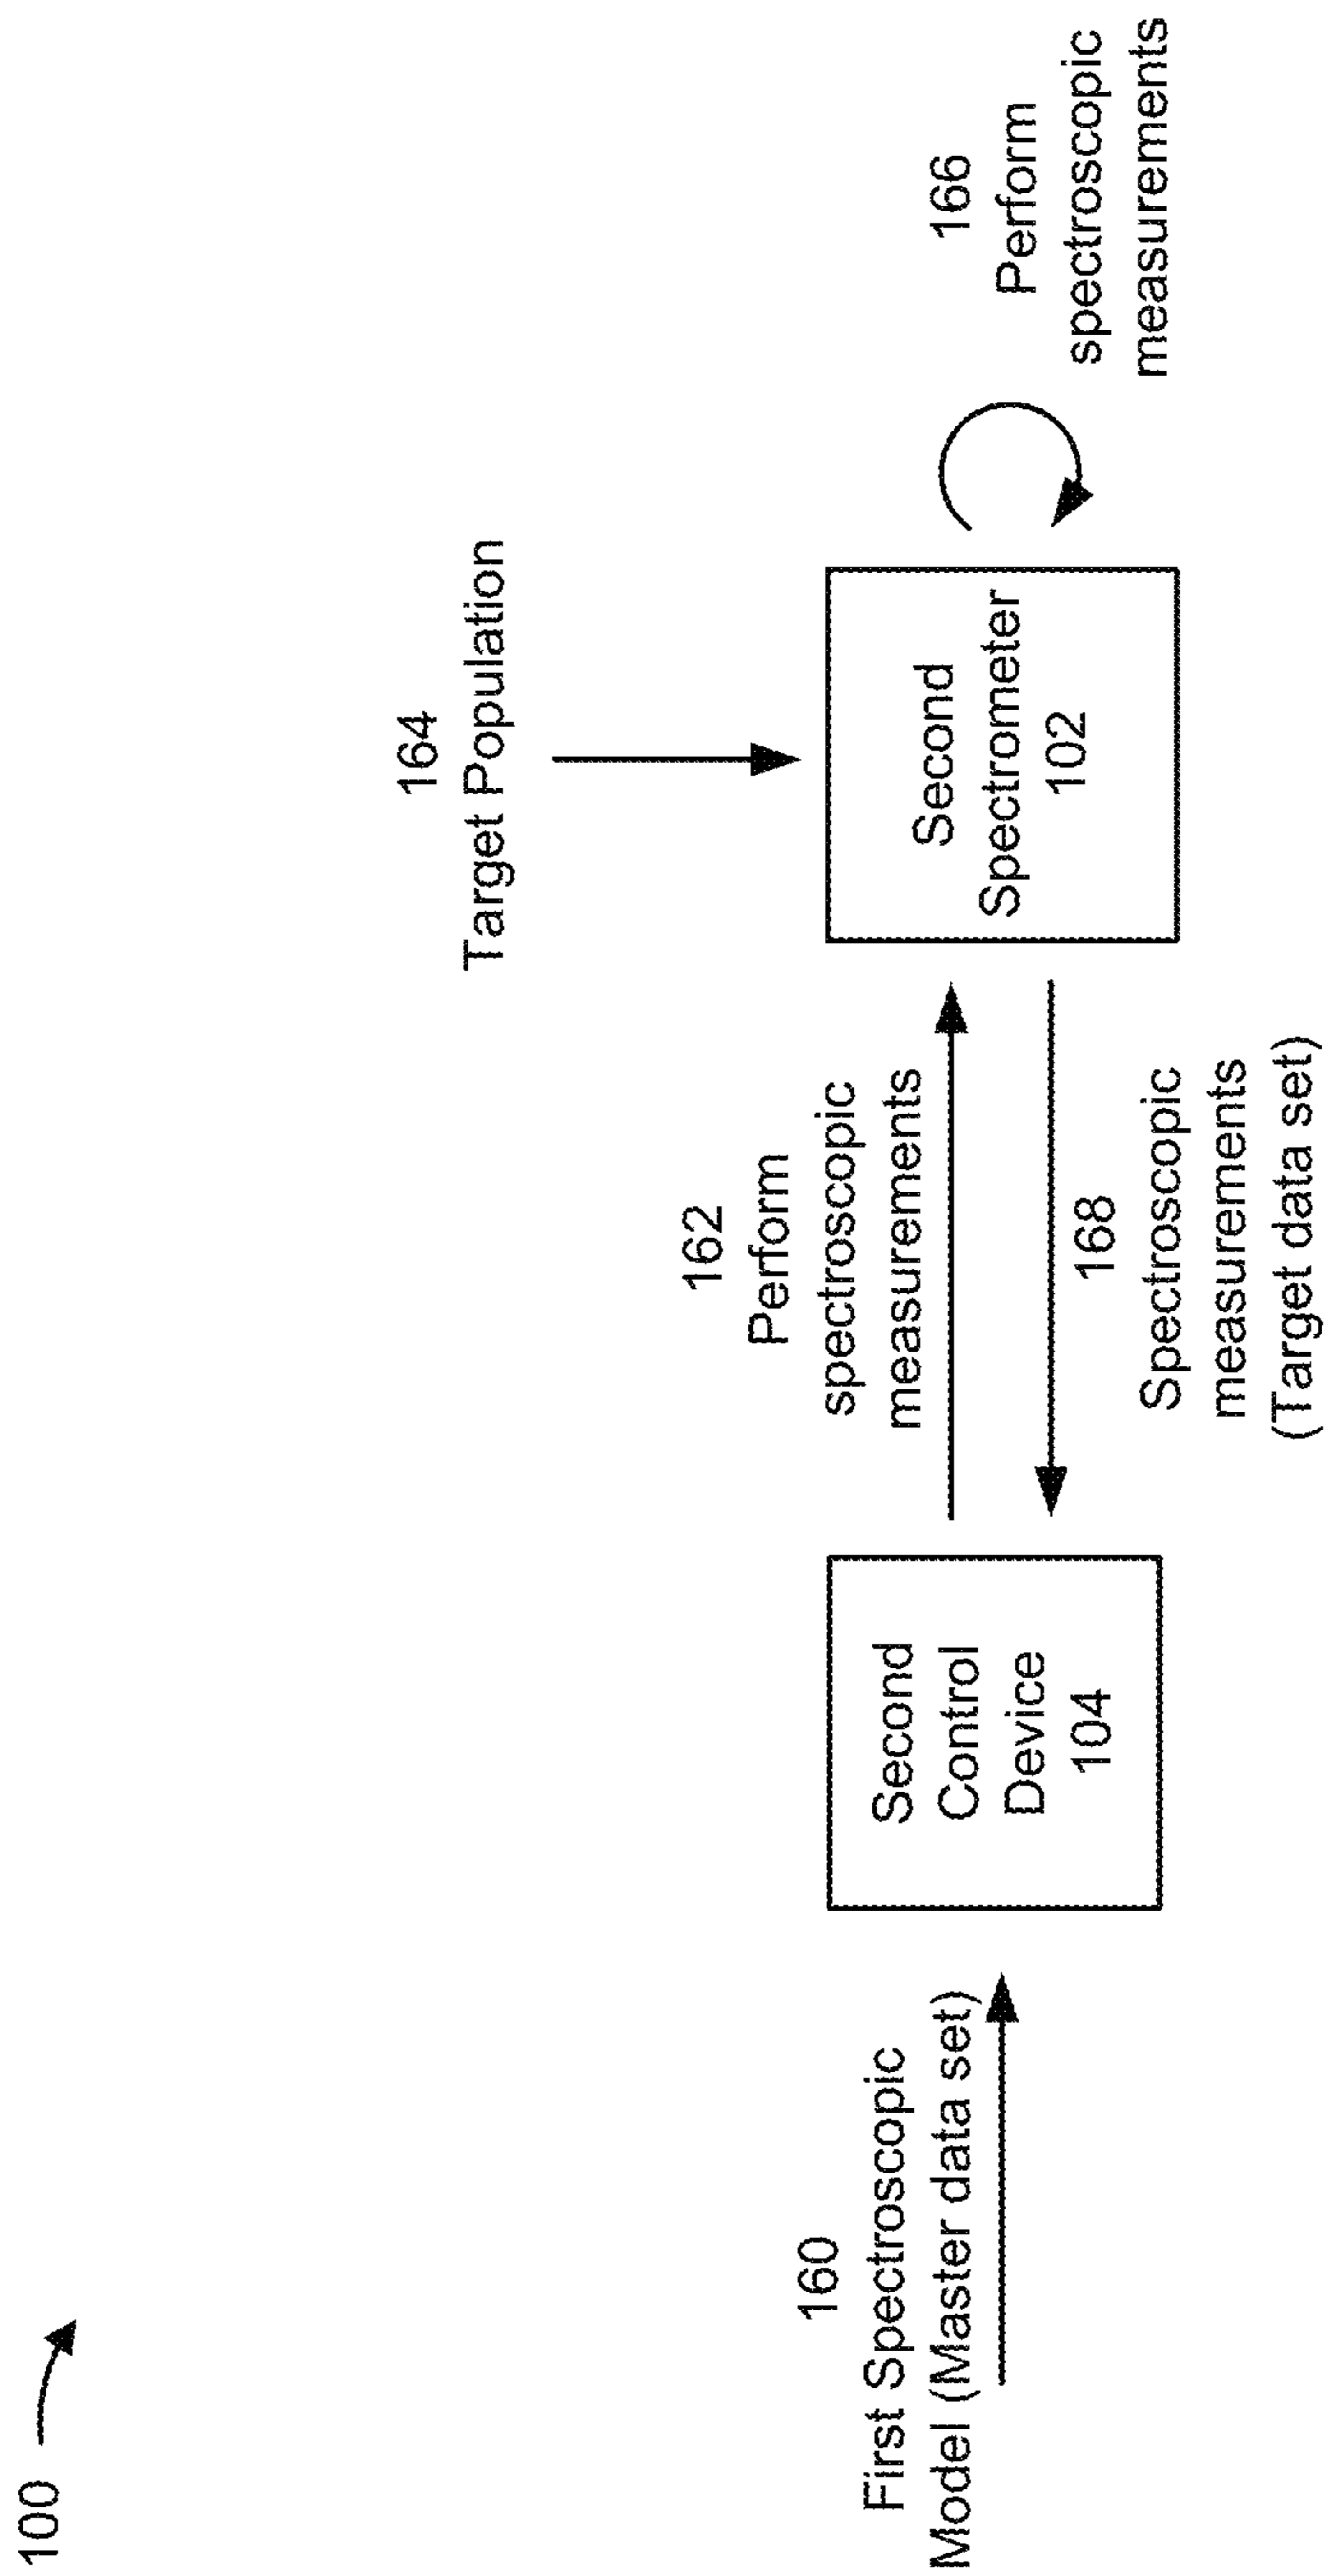 100
160
First Spectroscopic
Model (Master data set)
Second
Control
Device
104
162
Perform
spectroscopic
measurements
168
Spectroscopic
measurements
(Target data set)
164
Target Population
Second
Spectrometer
102
166
Perform
spectroscopic
measurements